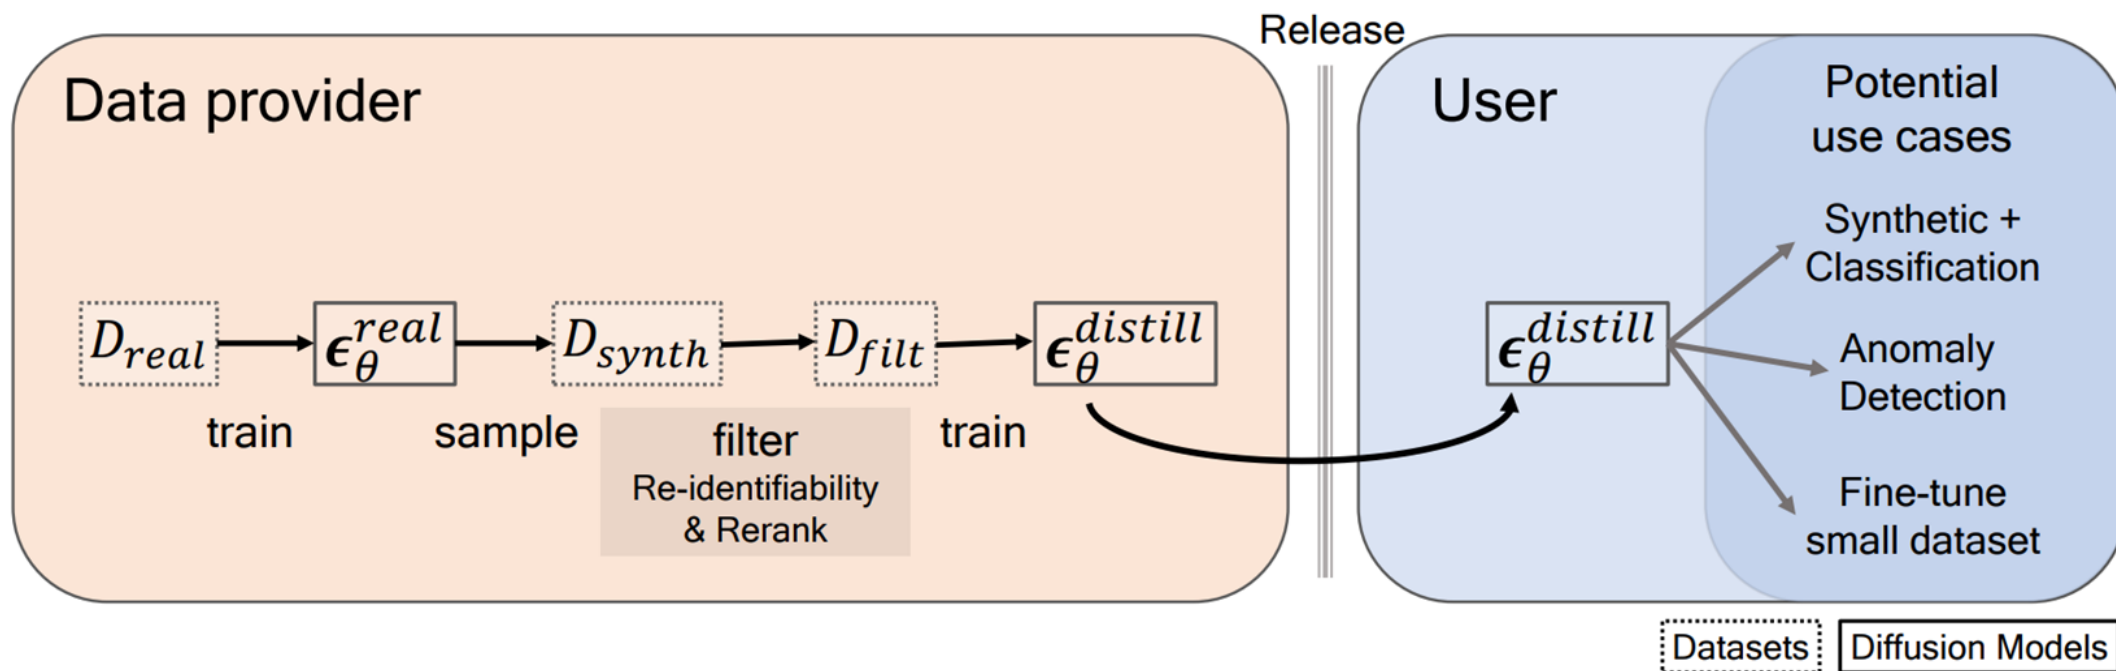 Release
Data provider
D_real
ϵ_θ^real
D_synth
D_filt
ϵ_θ^distill
train
sample
filter
Re-identifiability
& Rerank
train
User
ϵ_θ^distill
Potential
use cases
Synthetic +
Classification
Anomaly
Detection
Fine-tune
small dataset
Datasets
Diffusion Models